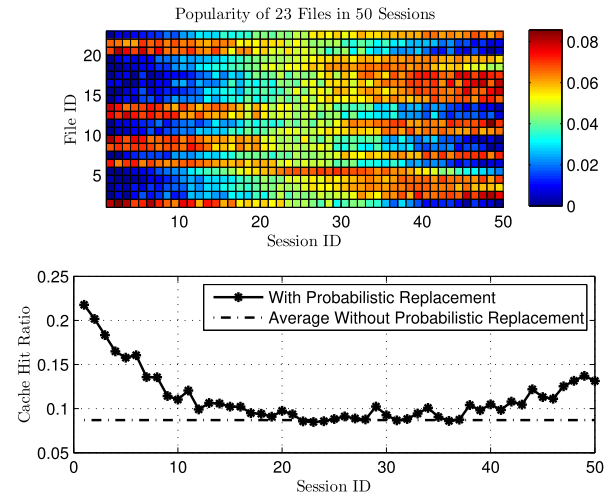 Popularity of 23 Files in 50 Sessions
File ID
20
15
10
5
10 20 30 40 50
Session ID
0.08
0.06
0.04
0.02
0
Cache Hit Ratio
0.25
0.2
0.15
0.1
0.05
With Probabilistic Replacement
Average Without Probabilistic Replacement
0 10 20 30 40 50
Session ID